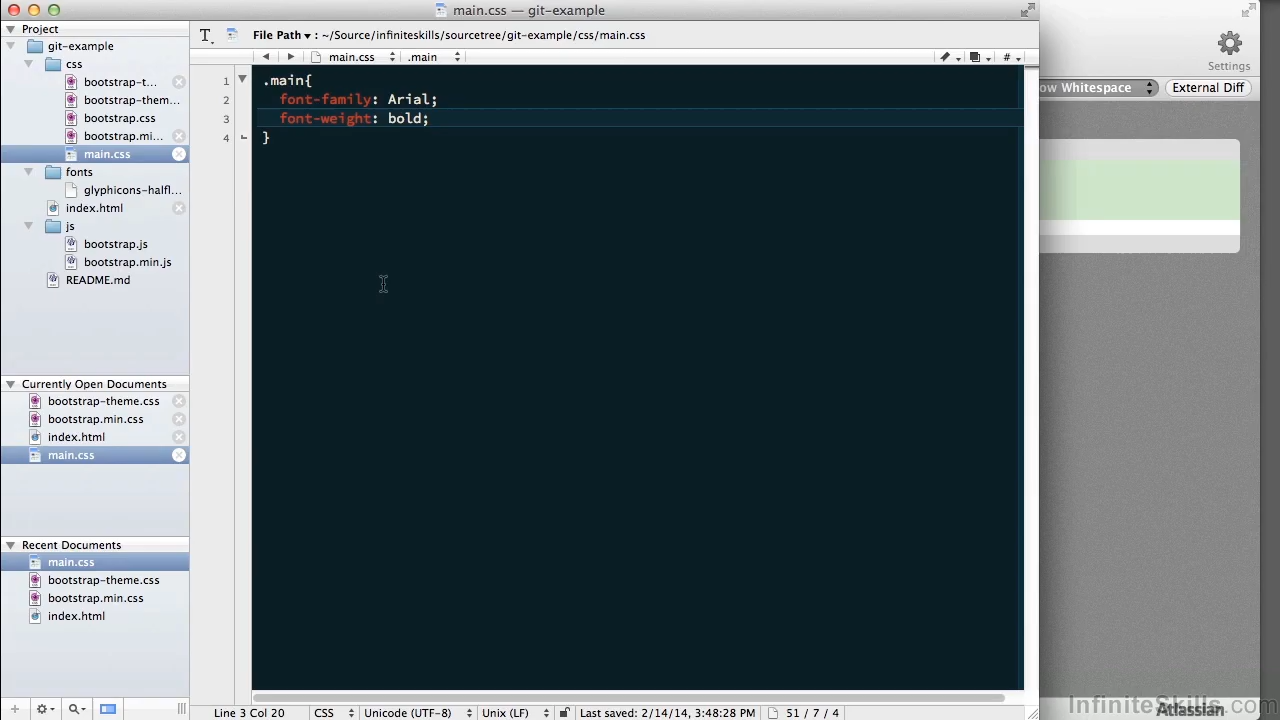 main.css — git-example
Project
git-example
css
bootstrap-t...
bootstrap-them...
bootstrap.css
bootstrap.mi...
main.css
fonts
glyphicons-halfl...
index.html
js
bootstrap.js
bootstrap.min.js
README.md
Currently Open Documents
bootstrap-theme.css
bootstrap.min.css
index.html
main.css
Recent Documents
main.css
bootstrap-theme.css
bootstrap.min.css
index.html
File Path ▾ : ~/Source/infiniteskills/sourcetree/git-example/css/main.css
main.css .main #
1 .main{
2 font-family: Arial;
3 font-weight: bold;
4 }
Line 3 Col 20 CSS Unicode (UTF-8) Unix (LF) Last saved: 2/14/14, 3:48:28 PM 51 / 7 / 4
Settings
ow Whitespace External Diff
InfiniteSkills.com
Atlassian